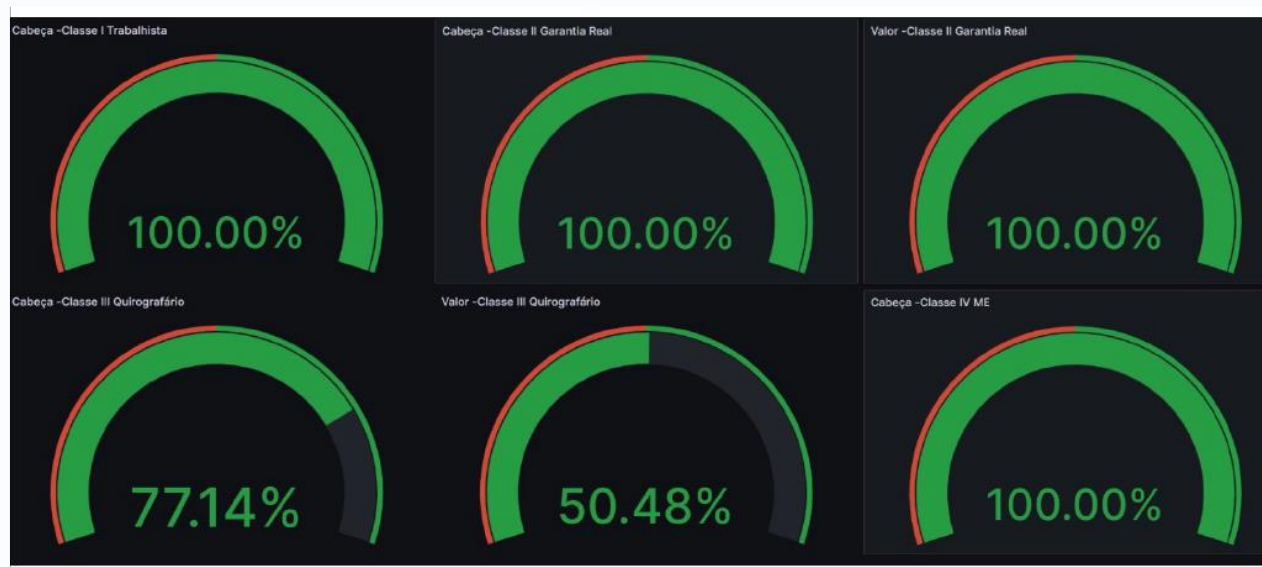 Cabeça -Classe I Trabalhista
100.00%
Cabeça -Classe II Garantia Real
100.00%
Valor -Classe II Garantia Real
100.00%
Cabeça -Classe III Quirografário
77.14%
Valor -Classe III Quirografário
50.48%
Cabeça -Classe IV ME
100.00%